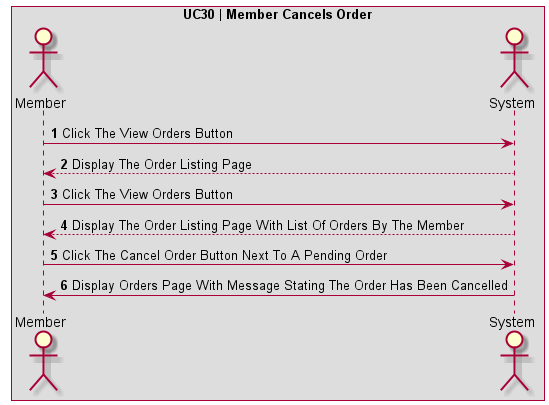 UC30 | Member Cancels Order
Member System
1 Click The View Orders Button
2 Display The Order Listing Page
3 Click The View Orders Button
4 Display The Order Listing Page With List Of Orders By The Member
5 Click The Cancel Order Button Next To A Pending Order
6 Display Orders Page With Message Stating The Order Has Been Cancelled
Member System